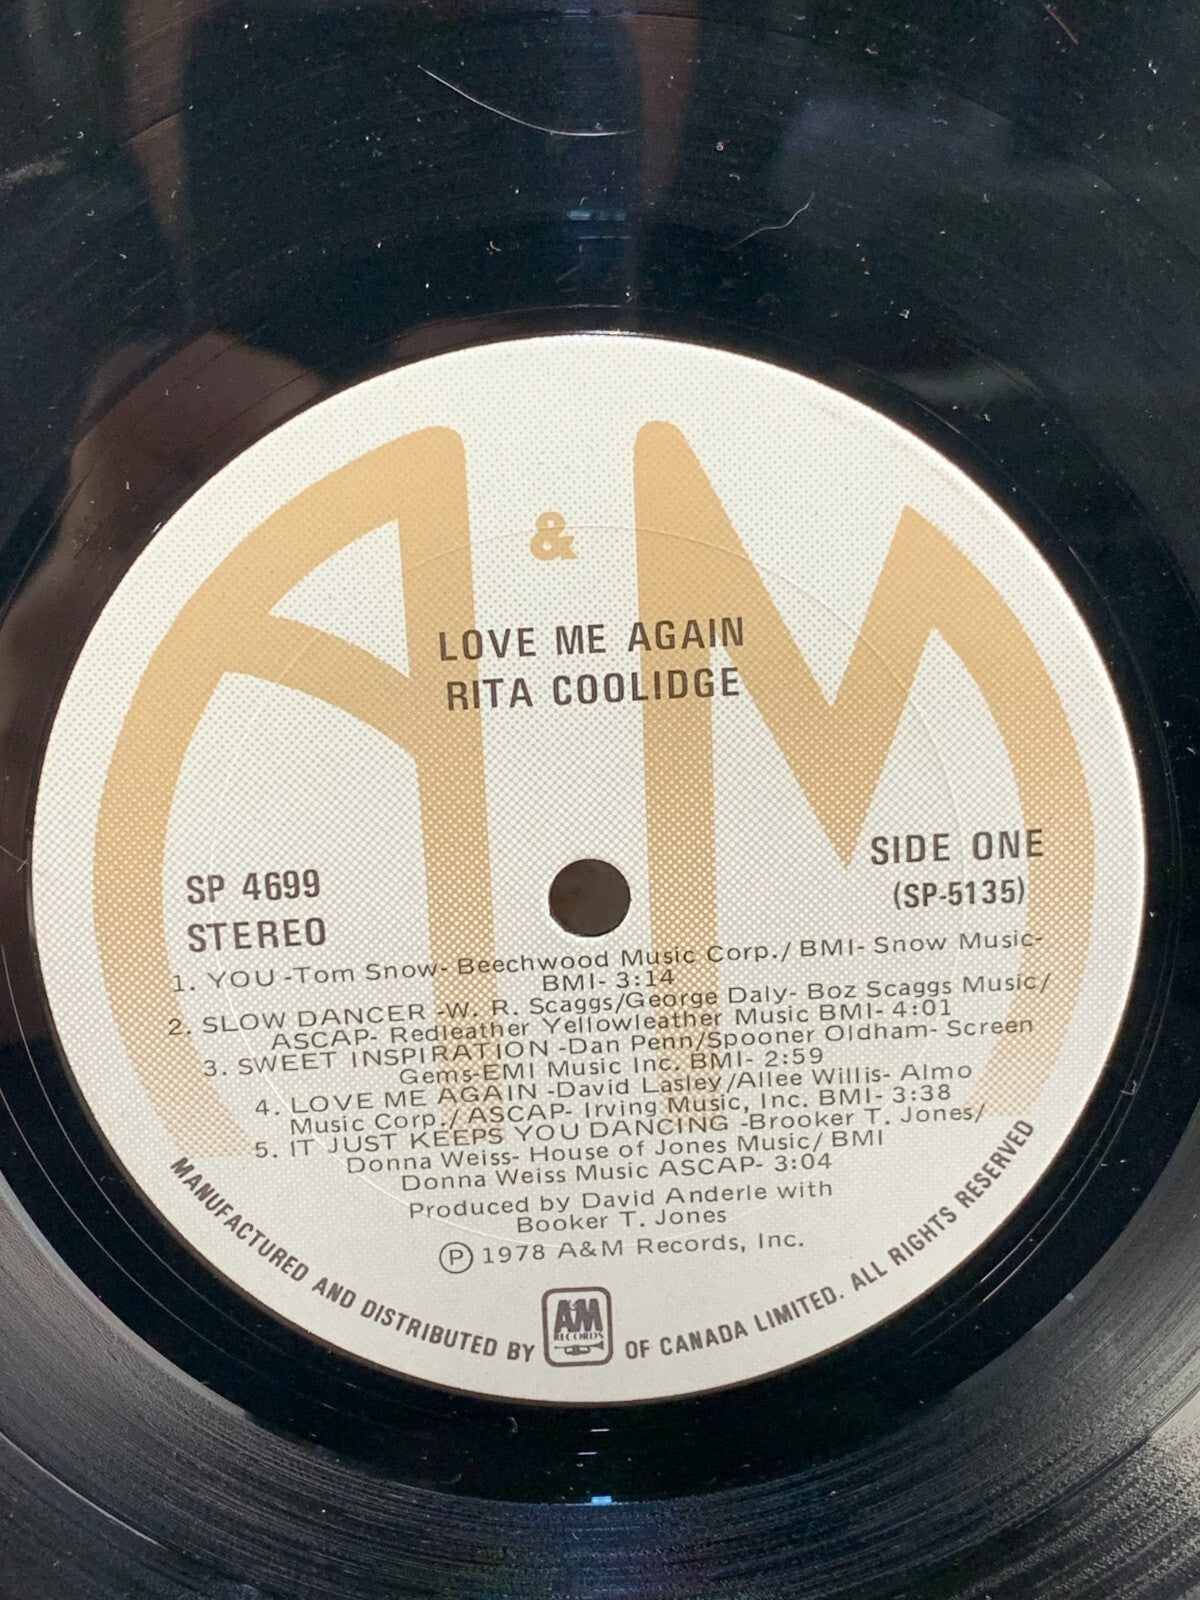 &
LOVE ME AGAIN
RITA COOLIDGE
SIDE ONE
(SP-5135)
SP 4699
STEREO
1. YOU -Tom Snow- Beechwood Music Corp./ BMI- Snow Music-
BMI- 3:14
2. SLOW DANCER -W. R. Scaggs/George Daly- Boz Scaggs Music/
ASCAP- Redleather Yellowleather Music BMI- 4:01
3. SWEET INSPIRATION -Dan Penn/Spooner Oldham- Screen
Gems-EMI Music Inc. BMI- 2:59
4. LOVE ME AGAIN -David Lasley/Allee Willis- Almo
Music Corp./ ASCAP- Irving Music, Inc. BMI- 3:38
5. IT JUST KEEPS YOU DANCING -Brooker T. Jones/
Donna Weiss- House of Jones Music/ BMI
Donna Weiss Music ASCAP- 3:04
Produced by David Anderle with
Booker T. Jones
Ⓟ 1978 A&M Records, Inc.
MANUFACTURED AND DISTRIBUTED BY A&M RECORDS OF CANADA LIMITED. ALL RIGHTS RESERVED